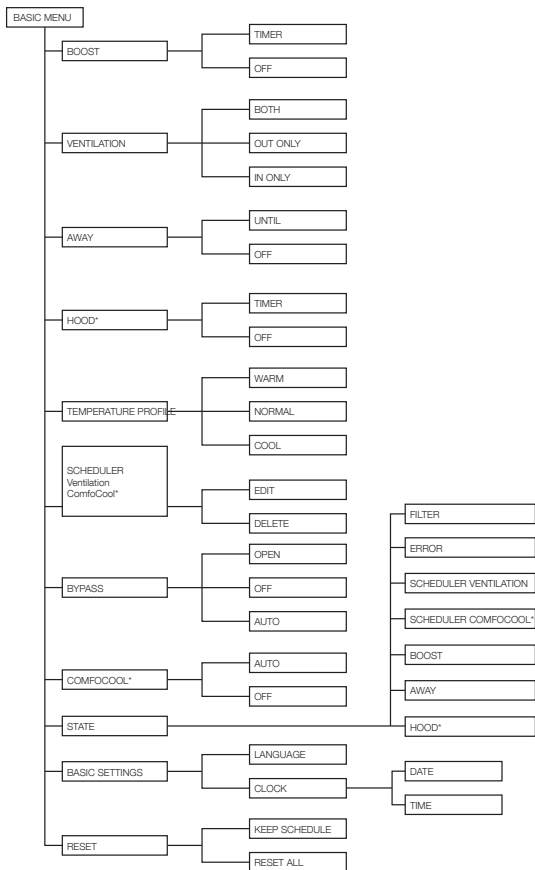 BASIC MENU
BOOST
TIMER
OFF
VENTILATION
BOTH
OUT ONLY
IN ONLY
AWAY
UNTIL
OFF
HOOD*
TIMER
OFF
TEMPERATURE PROFILE
WARM
NORMAL
COOL
SCHEDULER
Ventilation
ComfoCool*
EDIT
DELETE
BYPASS
OPEN
OFF
AUTO
COMFOCOOL*
AUTO
OFF
STATE
FILTER
ERROR
SCHEDULER VENTILATION
SCHEDULER COMFOCOOL*
BOOST
AWAY
HOOD*
BASIC SETTINGS
LANGUAGE
CLOCK
DATE
TIME
RESET
KEEP SCHEDULE
RESET ALL